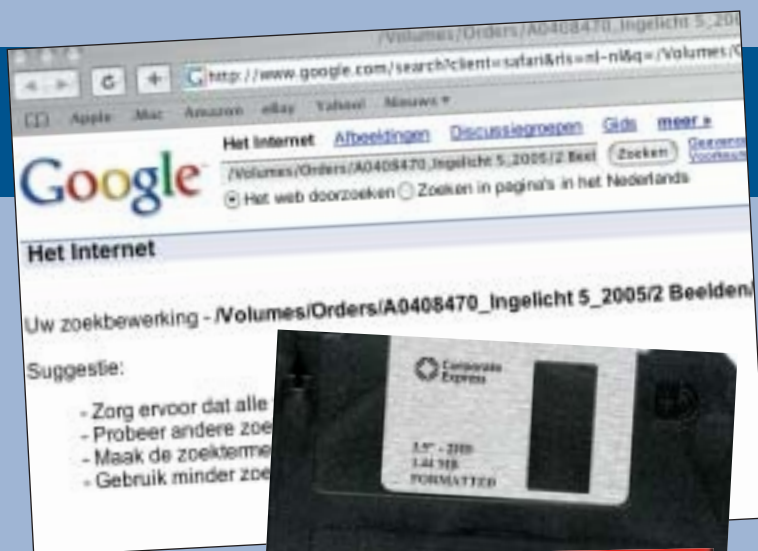 /Volumes/Orders/A0408470_Ingelicht 5_200
http://www.google.com/search?client=safari&rls=nl-nl&q=/Volumes/O
Apple Mac Amazon eBay Yahoo! Nieuws
Het Internet Afbeeldingen Discussiegroepen Gids meer »
Google
/Volumes/Orders/A0408470_Ingelicht 5_2005/2 Beel Zoeken
Het web doorzoeken Zoeken in pagina's in het Nederlands
Het Internet
Uw zoekbewerking - /Volumes/Orders/A0408470_Ingelicht 5_2005/2 Beelden/
Suggestie:
- Zorg ervoor dat alle
- Probeer andere zoe
- Maak de zoekterme
- Gebruik minder zoe
Corporate
Express
3.5" - 2HD
1.44 MB
FORMATTED